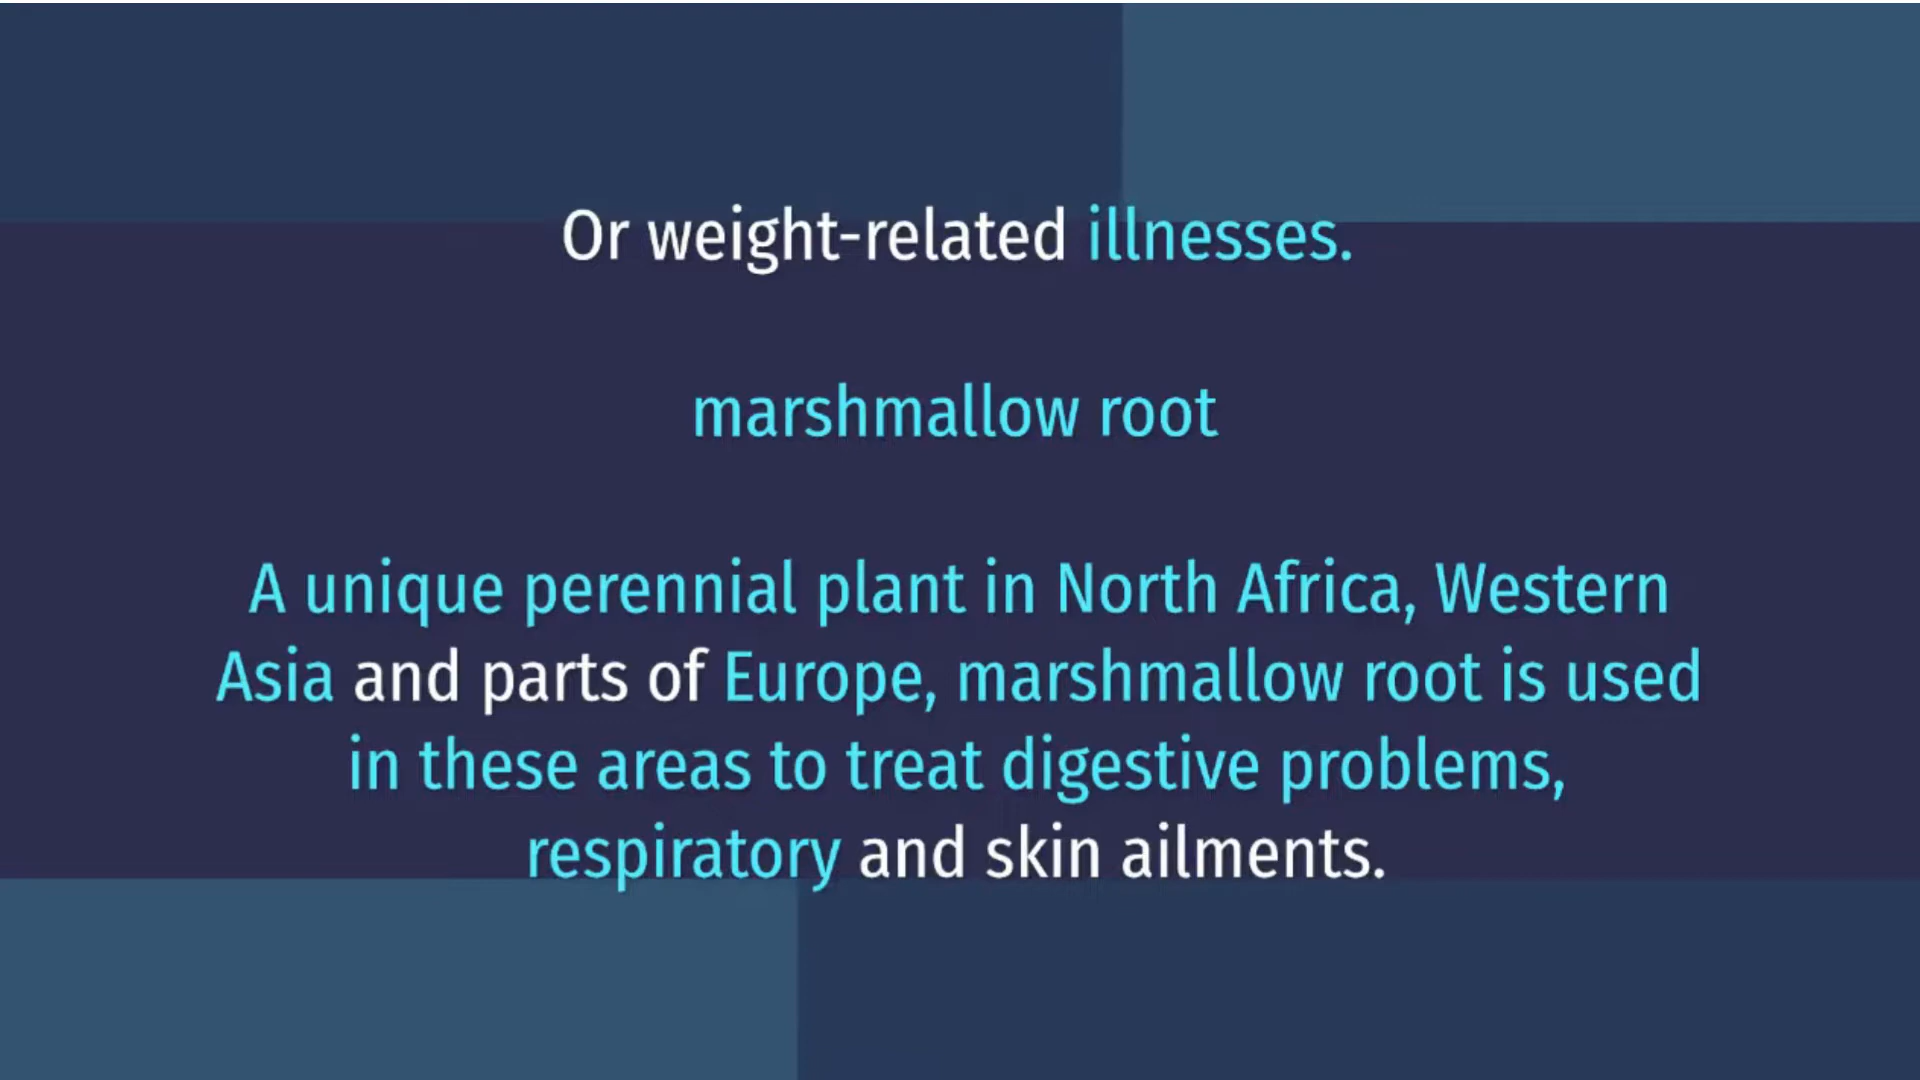 Or weight-related illnesses.
marshmallow root
A unique perennial plant in North Africa, Western
Asia and parts of Europe, marshmallow root is used
in these areas to treat digestive problems,
respiratory and skin ailments.